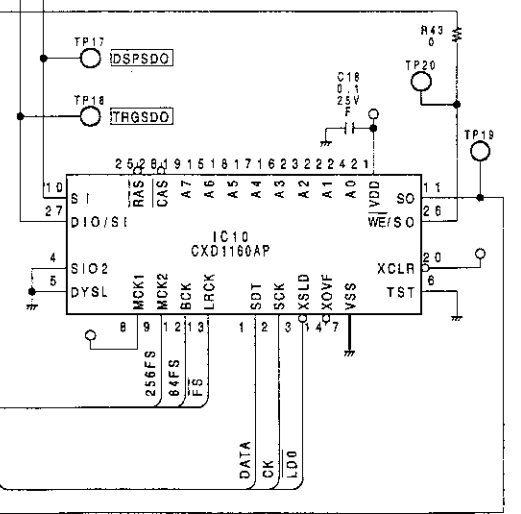 R43
0
TP17
DSPSDO
TP20
C18
0.1
25V
F
TP18
TRGSDO
TP19
25 28 19 15 18 17 16 23 22 24 21
RAS CAS A7 A6 A5 A4 A3 A2 A1 A0 VDD
10 SI
SO 11
27 DIO/SI
WE/SO 26
IC10
CXD1160AP
4 SIO2
XCLR 20
5 DYSL
TST 6
MCK1 MCK2 BCK LRCK SDT SCK XSLD XOVF VSS
8 9 12 13 1 2 3 14 7
256FS
64FS
FS
DATA
CK
LD0